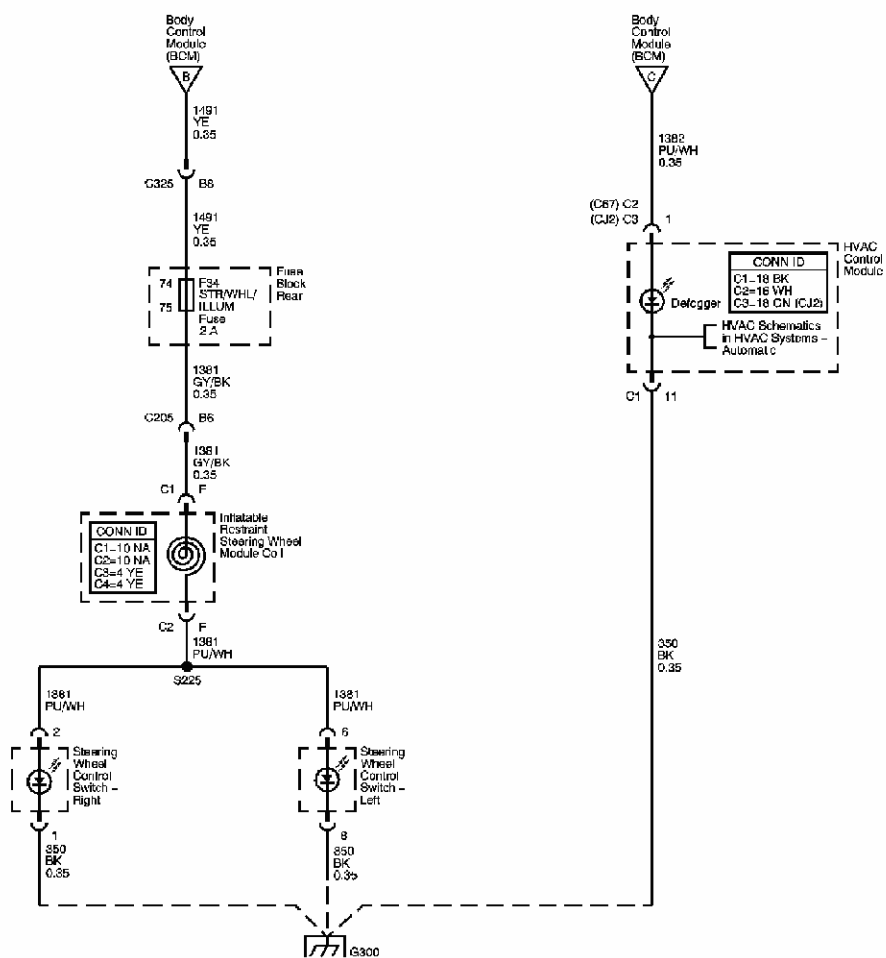 Body
Control
Module
(BCM)
B
1491
YE
0.35
C325 B8
1491
YE
0.35
74
75
F34
STR/WHL/
ILLUM
Fuse
2 A
Fuse
Block
Rear
1381
GY/BK
0.35
C205 B6
1381
GY/BK
0.35
C1 F
Inflatable
Restraint
Steering Wheel
Module Coil
CONN ID
C1=10 NA
C2=10 NA
C3=4 YE
C4=4 YE
C2 F
1381
PU/WH
S225
1381
PU/WH
2
Steering
Wheel
Control
Switch –
Right
1
350
BK
0.35
1381
PU/WH
6
Steering
Wheel
Control
Switch –
Left
8
350
BK
0.35
G300
Body
Control
Module
(BCM)
C
1382
PU/WH
0.35
(C67) C2
(CJ2) C3 1
HVAC
Control
Module
CONN ID
C1=18 BK
C2=16 WH
C3=18 GN (CJ2)
Defogger
HVAC Schematics
in HVAC Systems –
Automatic
C1 11
350
BK
0.35